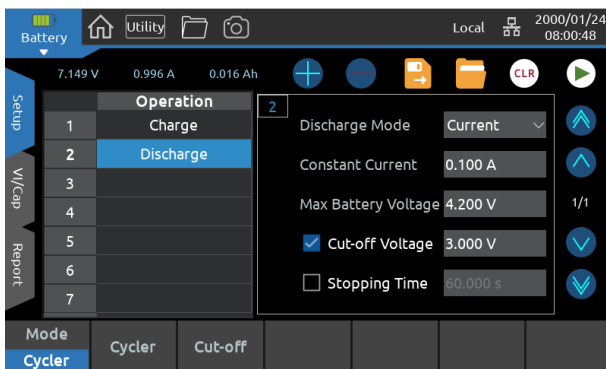 Battery
Utility
Local
2000/01/24
08:00:48
7.149 V 0.996 A 0.016 Ah
CLR
Setup
VI/Cap
Report
Operation
1 Charge
2 Discharge
3
4
5
6
7
2
Discharge Mode Current
Constant Current 0.100 A
Max Battery Voltage 4.200 V
Cut-off Voltage 3.000 V
Stopping Time 60.000 s
1/1
Mode
Cycler
Cycler
Cut-off